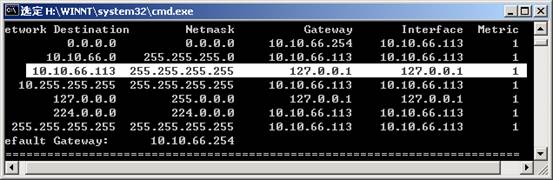 选定 H:\WINNT\system32\cmd.exe
etwork Destination Netmask Gateway Interface Metric
0.0.0.0 0.0.0.0 10.10.66.254 10.10.66.113 1
10.10.66.0 255.255.255.0 10.10.66.113 10.10.66.113 1
10.10.66.113 255.255.255.255 127.0.0.1 127.0.0.1 1
10.255.255.255 255.255.255.255 10.10.66.113 10.10.66.113 1
127.0.0.0 255.0.0.0 127.0.0.1 127.0.0.1 1
224.0.0.0 224.0.0.0 10.10.66.113 10.10.66.113 1
255.255.255.255 255.255.255.255 10.10.66.113 10.10.66.113 1
efault Gateway: 10.10.66.254
===========================================================================